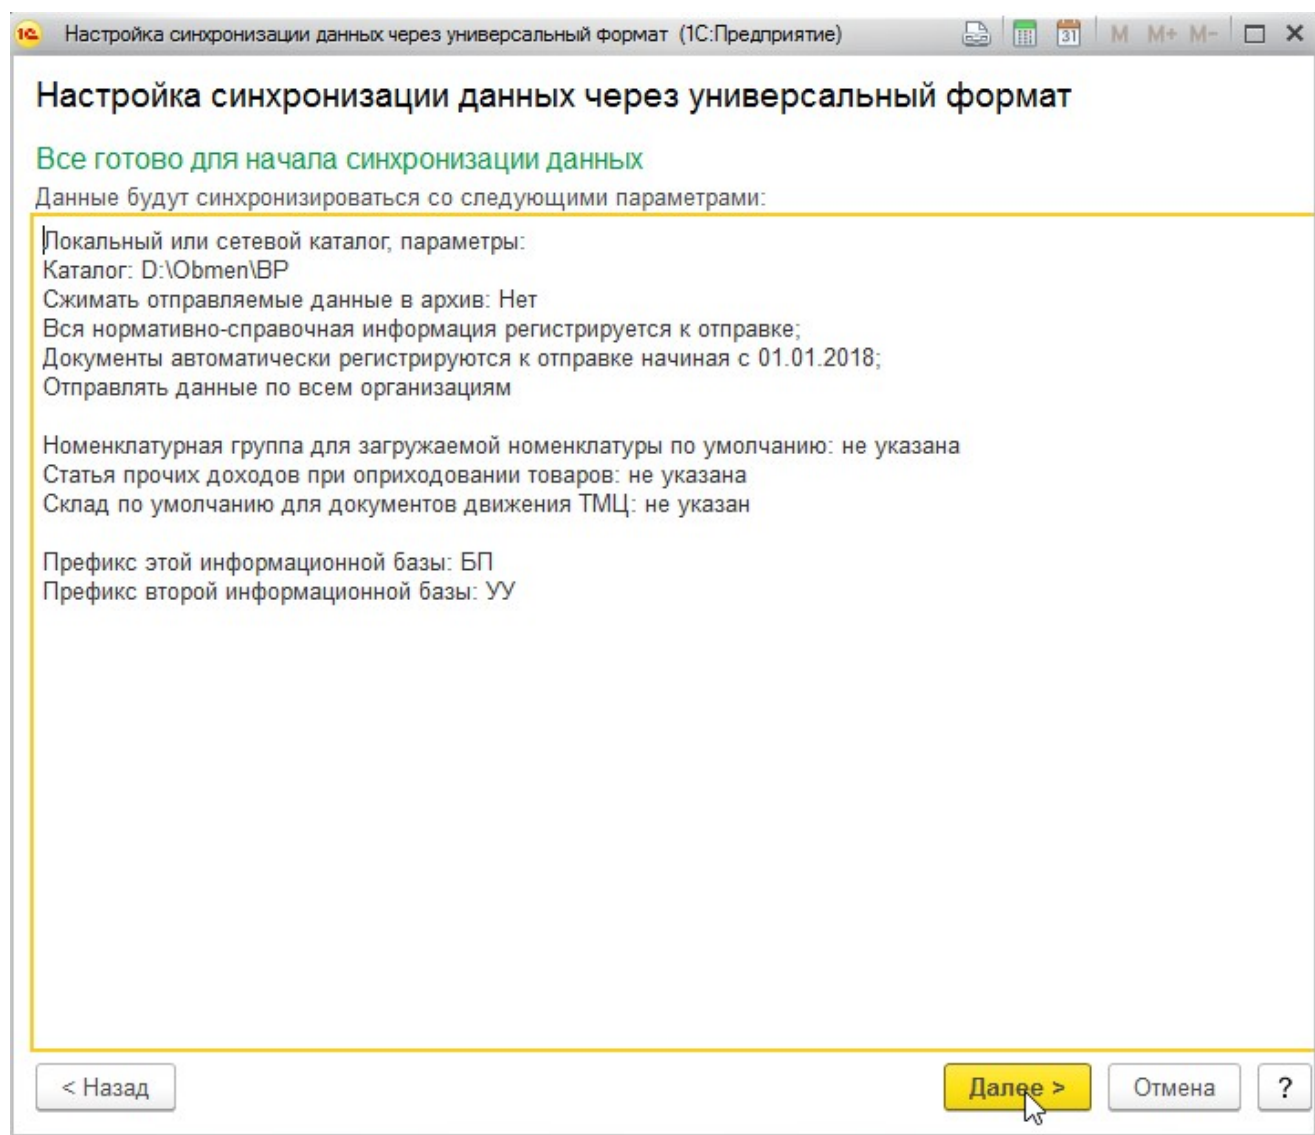 1С Настройка синхронизации данных через универсальный формат (1С:Предприятие) 31 M M+ M-
Настройка синхронизации данных через универсальный формат
Все готово для начала синхронизации данных
Данные будут синхронизироваться со следующими параметрами:
Локальный или сетевой каталог, параметры:
Каталог: D:\Obmen\BP
Сжимать отправляемые данные в архив: Нет
Вся нормативно-справочная информация регистрируется к отправке;
Документы автоматически регистрируются к отправке начиная с 01.01.2018;
Отправлять данные по всем организациям
Номенклатурная группа для загружаемой номенклатуры по умолчанию: не указана
Статья прочих доходов при оприходовании товаров: не указана
Склад по умолчанию для документов движения ТМЦ: не указан
Префикс этой информационной базы: БП
Префикс второй информационной базы: УУ
< Назад Далее > Отмена ?